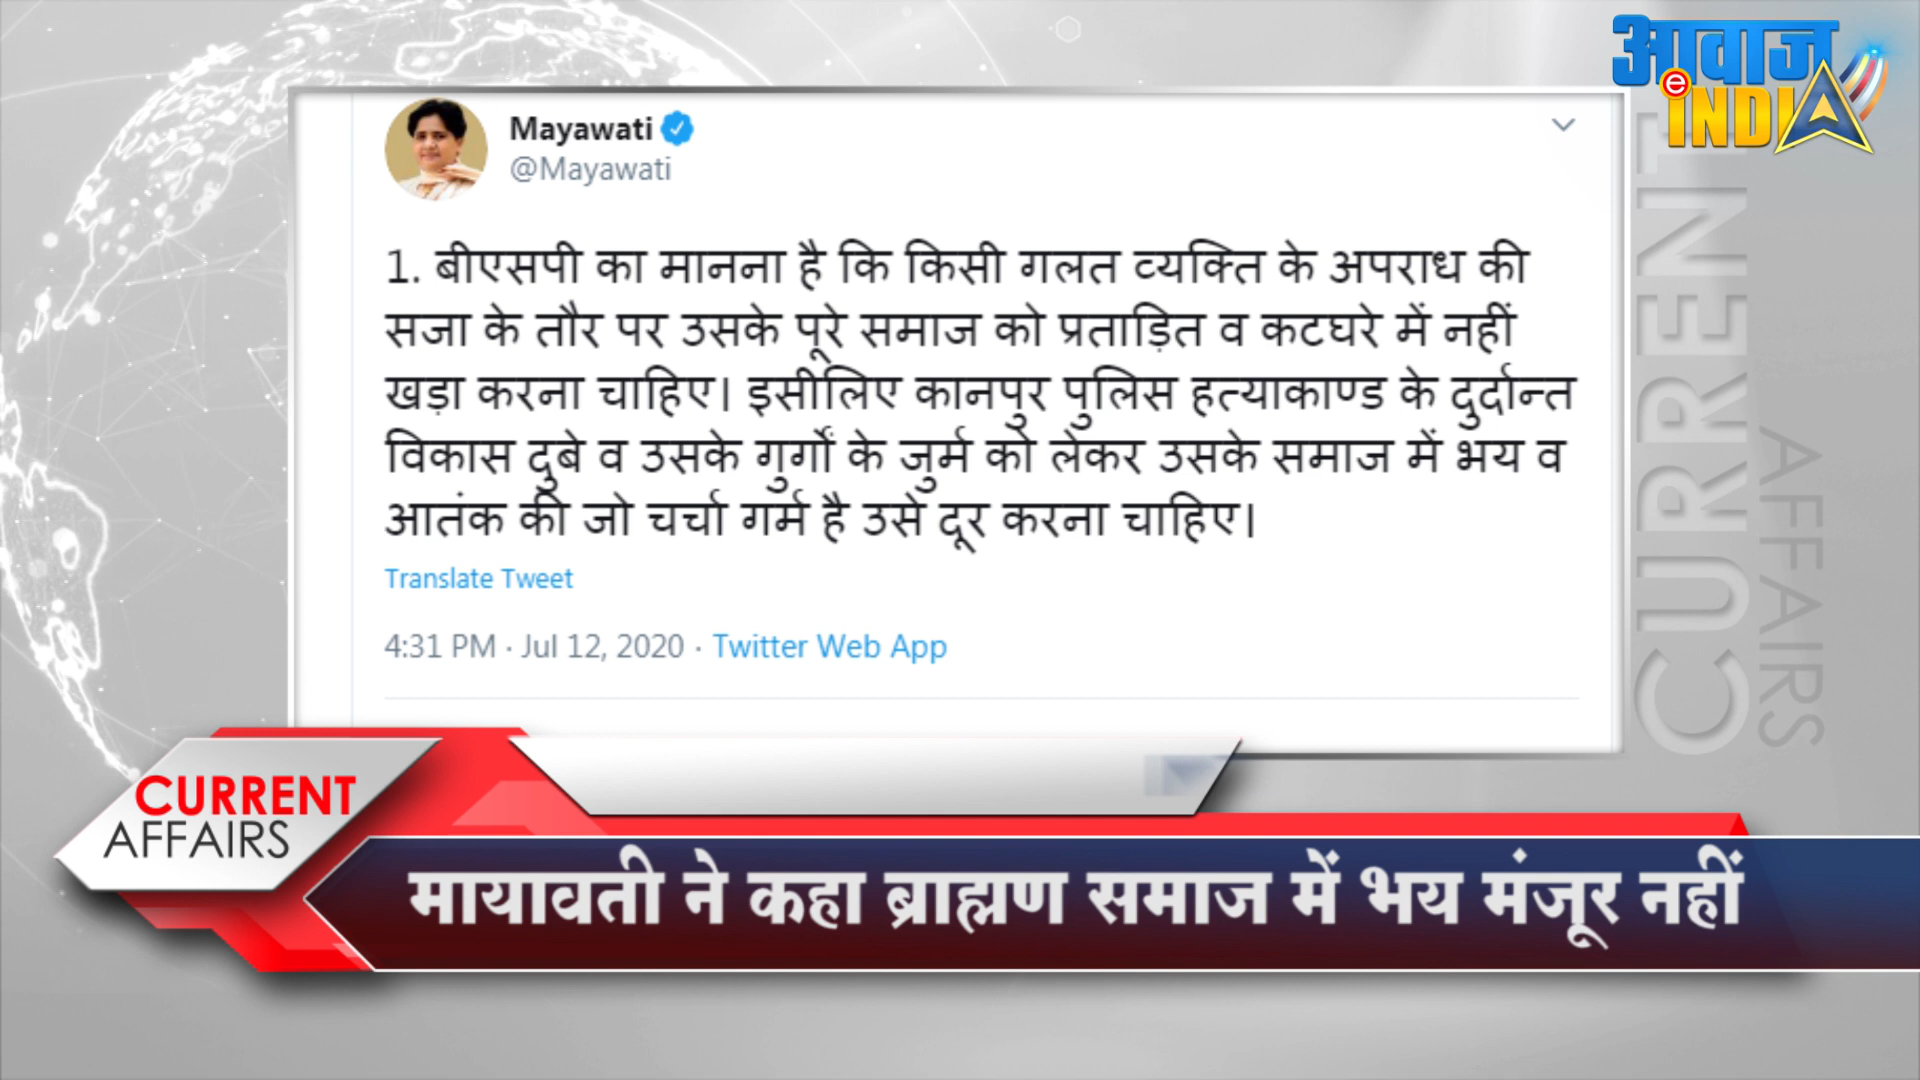 आवाज
e INDIA
Mayawati
@Mayawati
1. बीएसपी का मानना है कि किसी गलत व्यक्ति के अपराध की
सजा के तौर पर उसके पूरे समाज को प्रताड़ित व कटघरे में नहीं
खड़ा करना चाहिए। इसीलिए कानपुर पुलिस हत्याकाण्ड के दुर्दान्त
विकास दुबे व उसके गुर्गों के जुर्म को लेकर उसके समाज में भय व
आतंक की जो चर्चा गर्म है उसे दूर करना चाहिए।
Translate Tweet
4:31 PM · Jul 12, 2020 · Twitter Web App
CURRENT
AFFAIRS
CURRENT
AFFAIRS
मायावती ने कहा ब्राह्मण समाज में भय मंजूर नहीं